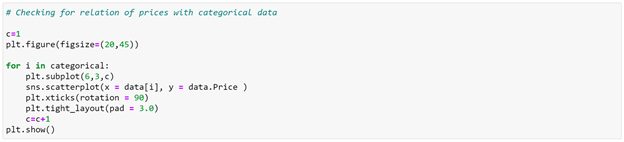 # Checking for relation of prices with categorical data
c=1
plt.figure(figsize=(20,45))
for i in categorical:
    plt.subplot(6,3,c)
    sns.scatterplot(x = data[i], y = data.Price )
    plt.xticks(rotation = 90)
    plt.tight_layout(pad = 3.0)
    c=c+1
plt.show()